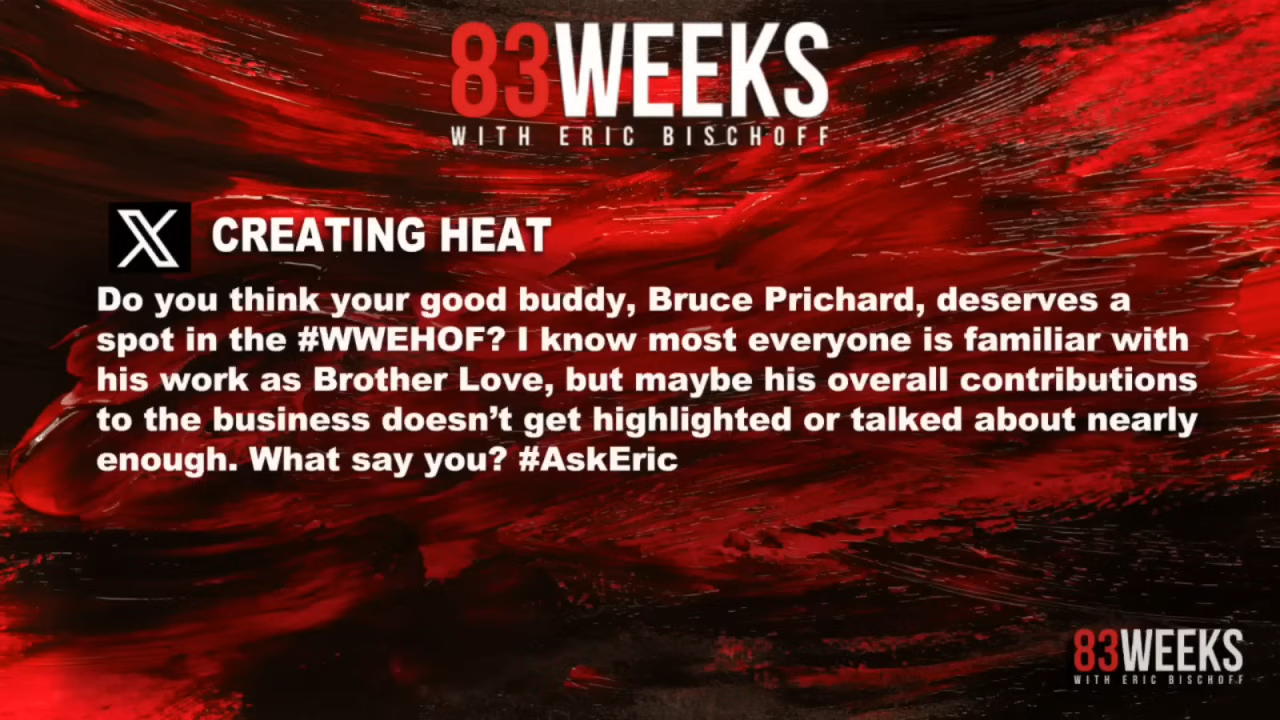 83WEEKS
WITH ERIC BISCHOFF
X CREATING HEAT
Do you think your good buddy, Bruce Prichard, deserves a
spot in the #WWEHOF? I know most everyone is familiar with
his work as Brother Love, but maybe his overall contributions
to the business doesn’t get highlighted or talked about nearly
enough. What say you? #AskEric
83WEEKS
WITH ERIC BISCHOFF